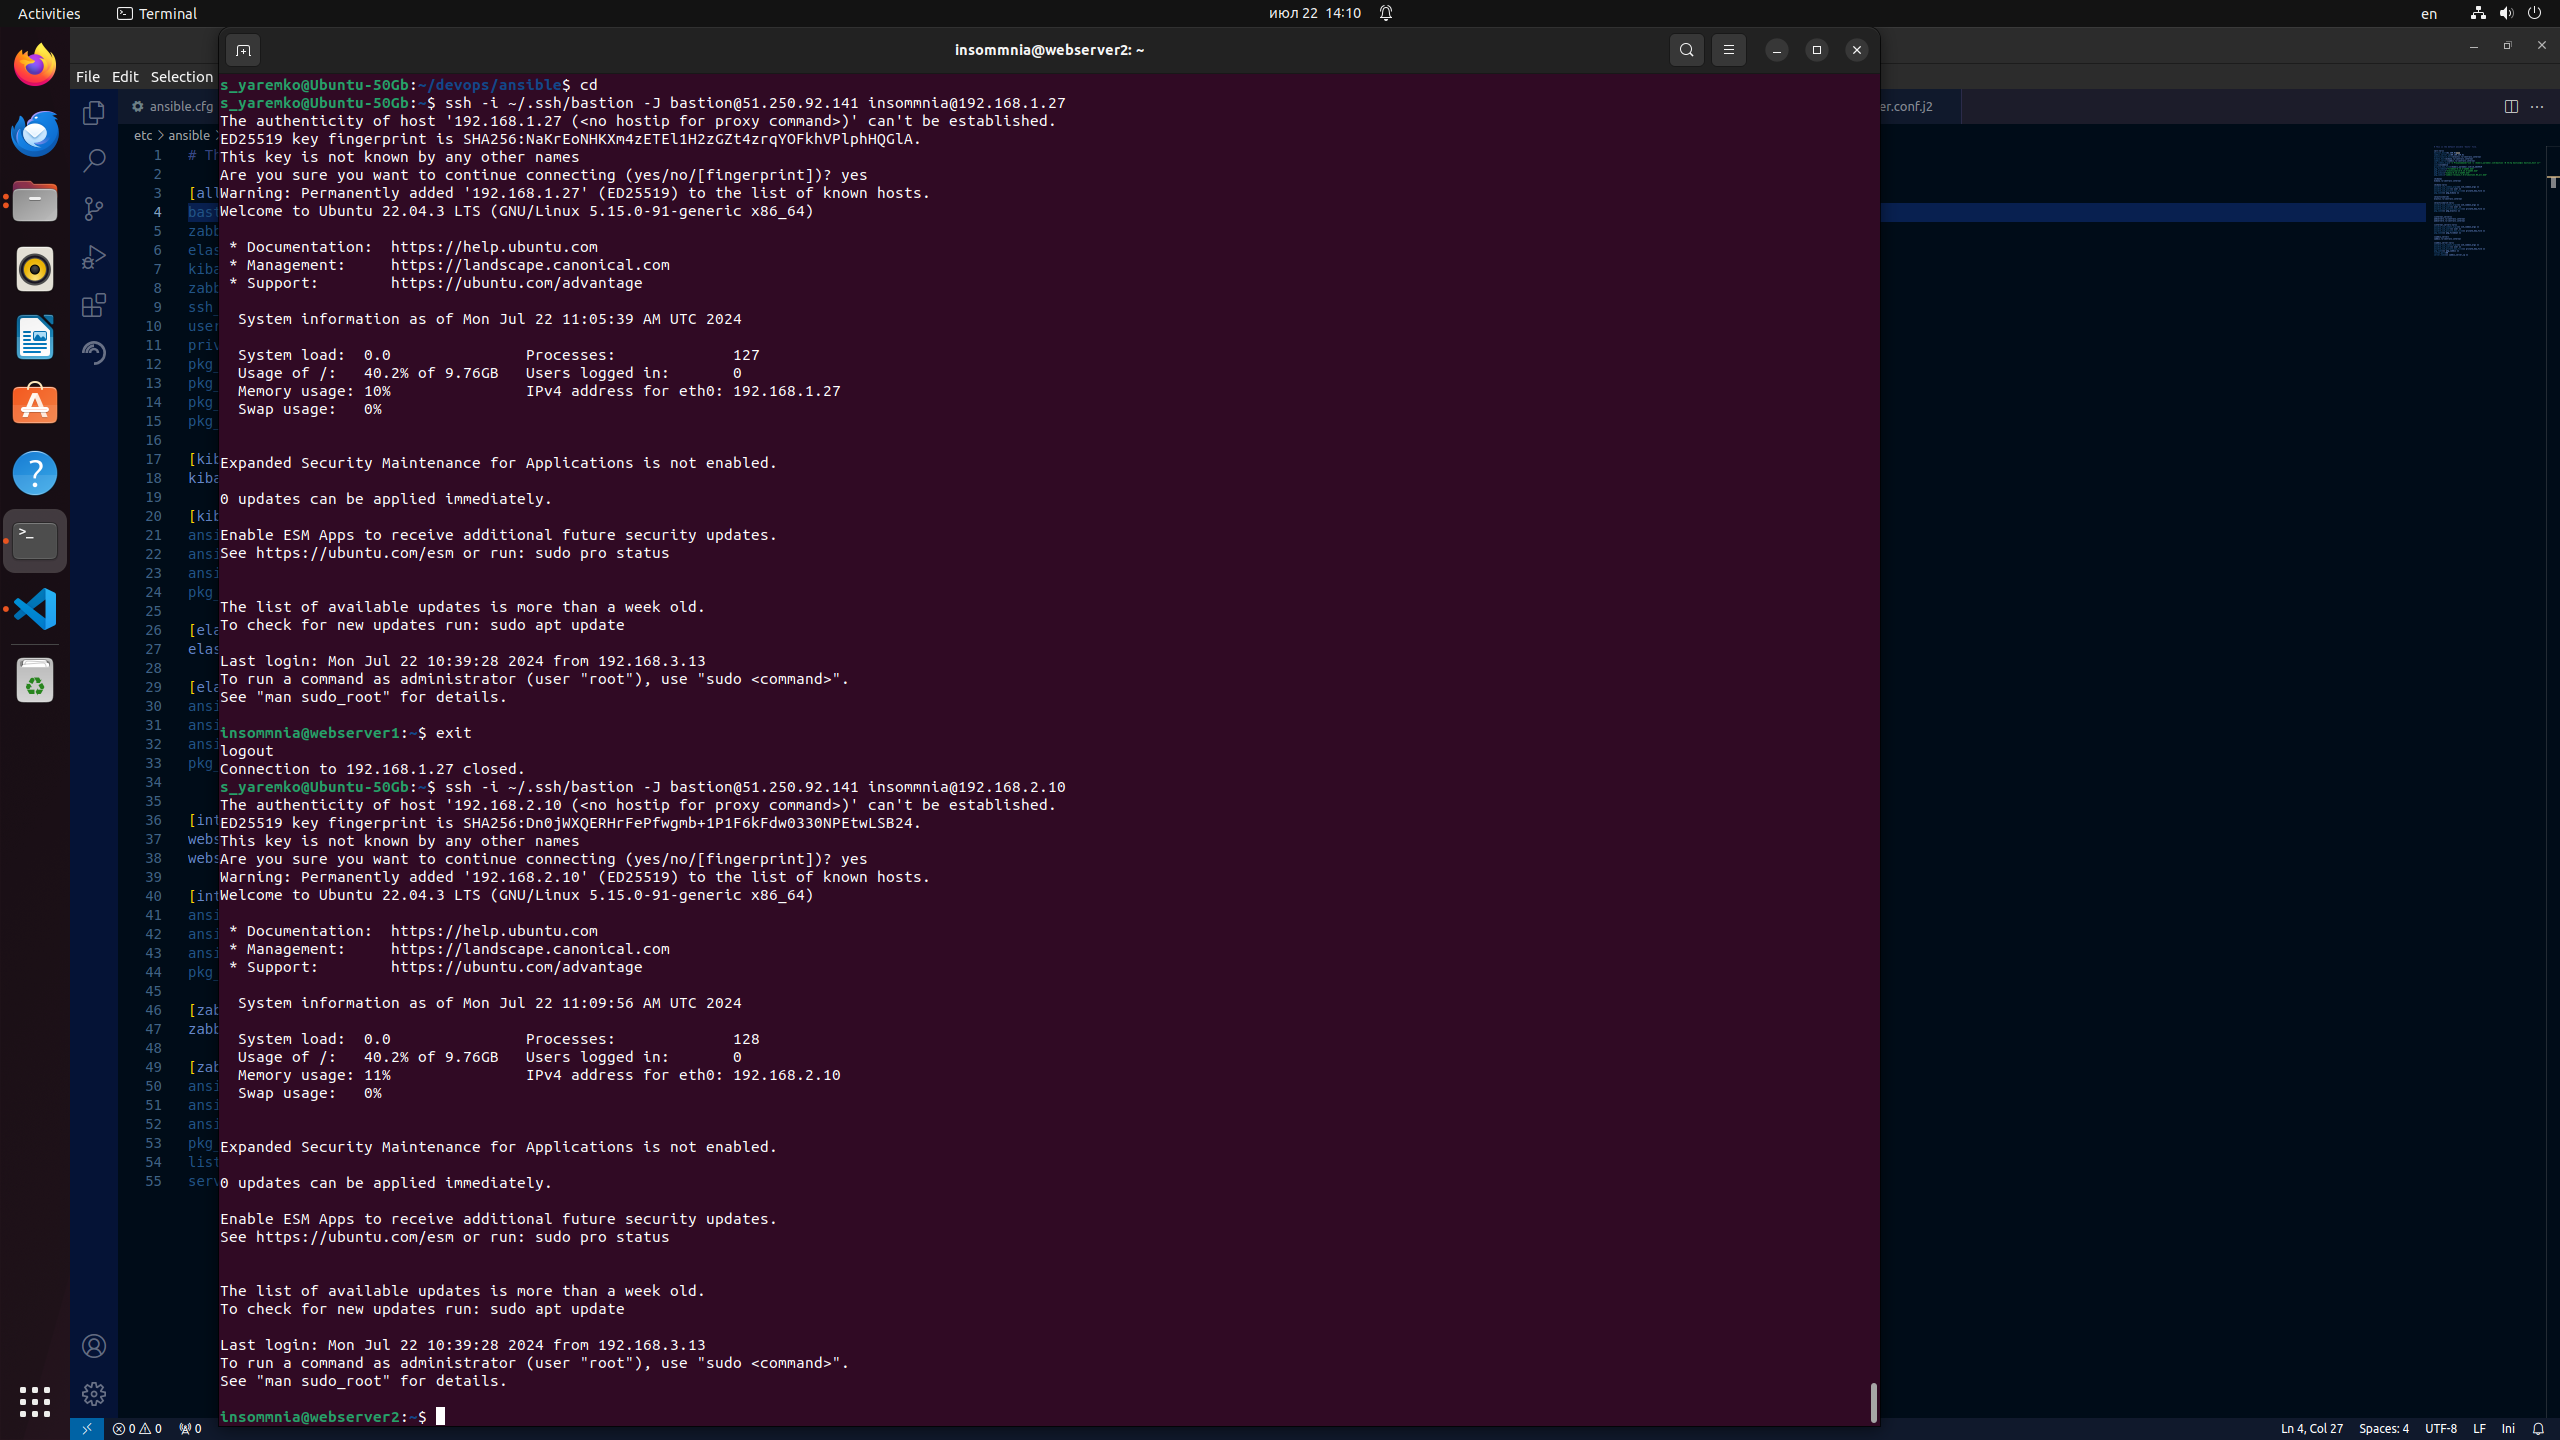 Activities
Terminal
июл 22 14:10
en
insommnia@webserver2: ~
File Edit Selection
ansible.cfg
er.conf.j2
etc > ansible
s_yaremko@Ubuntu-50Gb:~/devops/ansible$ cd
s_yaremko@Ubuntu-50Gb:~$ ssh -i ~/.ssh/bastion -J bastion@51.250.92.141 insommnia@192.168.1.27
The authenticity of host '192.168.1.27 (<no hostip for proxy command>)' can't be established.
ED25519 key fingerprint is SHA256:NaKrEoNHKXm4zETEl1H2zGZt4zrqYOFkhVPlphHQGlA.
This key is not known by any other names
Are you sure you want to continue connecting (yes/no/[fingerprint])? yes
Warning: Permanently added '192.168.1.27' (ED25519) to the list of known hosts.
Welcome to Ubuntu 22.04.3 LTS (GNU/Linux 5.15.0-91-generic x86_64)
* Documentation: https://help.ubuntu.com
* Management: https://landscape.canonical.com
* Support: https://ubuntu.com/advantage
System information as of Mon Jul 22 11:05:39 AM UTC 2024
System load: 0.0 Processes: 127
Usage of /: 40.2% of 9.76GB Users logged in: 0
Memory usage: 10% IPv4 address for eth0: 192.168.1.27
Swap usage: 0%
Expanded Security Maintenance for Applications is not enabled.
0 updates can be applied immediately.
Enable ESM Apps to receive additional future security updates.
See https://ubuntu.com/esm or run: sudo pro status
The list of available updates is more than a week old.
To check for new updates run: sudo apt update
Last login: Mon Jul 22 10:39:28 2024 from 192.168.3.13
To run a command as administrator (user "root"), use "sudo <command>".
See "man sudo_root" for details.
insommnia@webserver1:~$ exit
logout
Connection to 192.168.1.27 closed.
s_yaremko@Ubuntu-50Gb:~$ ssh -i ~/.ssh/bastion -J bastion@51.250.92.141 insommnia@192.168.2.10
The authenticity of host '192.168.2.10 (<no hostip for proxy command>)' can't be established.
ED25519 key fingerprint is SHA256:Dn0jWXQERHrFePfwgmb+1P1F6kFdw0330NPEtwLSB24.
This key is not known by any other names
Are you sure you want to continue connecting (yes/no/[fingerprint])? yes
Warning: Permanently added '192.168.2.10' (ED25519) to the list of known hosts.
Welcome to Ubuntu 22.04.3 LTS (GNU/Linux 5.15.0-91-generic x86_64)
* Documentation: https://help.ubuntu.com
* Management: https://landscape.canonical.com
* Support: https://ubuntu.com/advantage
System information as of Mon Jul 22 11:09:56 AM UTC 2024
System load: 0.0 Processes: 128
Usage of /: 40.2% of 9.76GB Users logged in: 0
Memory usage: 11% IPv4 address for eth0: 192.168.2.10
Swap usage: 0%
Expanded Security Maintenance for Applications is not enabled.
0 updates can be applied immediately.
Enable ESM Apps to receive additional future security updates.
See https://ubuntu.com/esm or run: sudo pro status
The list of available updates is more than a week old.
To check for new updates run: sudo apt update
Last login: Mon Jul 22 10:39:28 2024 from 192.168.3.13
To run a command as administrator (user "root"), use "sudo <command>".
See "man sudo_root" for details.
insommnia@webserver2:~$
1 # Th
2
3 [all
4 bast
5 zabb
6 elas
7 kiba
8 zabb
9 ssh_
10 user
11 priv
12 pkg_
13 pkg_
14 pkg_
15 pkg_
16
17 [kib
18 kiba
19
20 [kib
21 ansi
22 ansi
23 ansi
24 pkg_
25
26 [ela
27 elas
28
29 [ela
30 ansi
31 ansi
32 ansi
33 pkg_
34
35
36 [int
37 webs
38 webs
39
40 [int
41 ansi
42 ansi
43 ansi
44 pkg_
45
46 [zab
47 zabb
48
49 [zab
50 ansi
51 ansi
52 ansi
53 pkg_
54 list
55 serv
0 0 0
Ln 4, Col 27 Spaces: 4 UTF-8 LF Ini